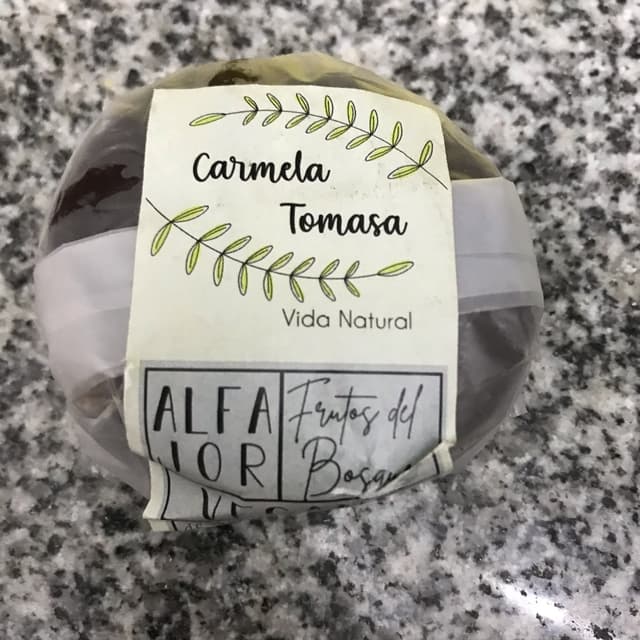 Carmela
Tomasa
Vida Natural
ALFA
JOR
Frutos del